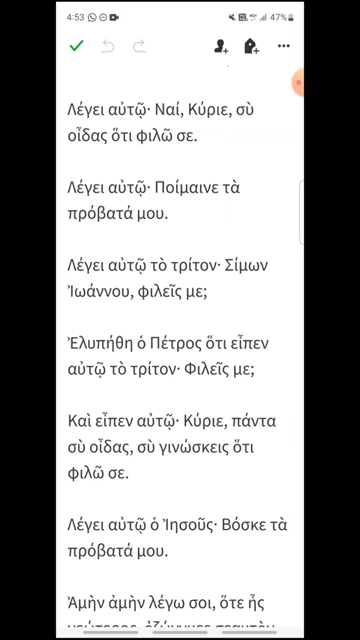 4:53
47%
Λέγει αὐτῷ· Ναί, Κύριε, σὺ
οἶδας ὅτι φιλῶ σε.
Λέγει αὐτῷ· Ποίμαινε τὰ
πρόβατά μου.
Λέγει αὐτῷ τὸ τρίτον· Σίμων
Ἰωάννου, φιλεῖς με;
Ἐλυπήθη ὁ Πέτρος ὅτι εἶπεν
αὐτῷ τὸ τρίτον· Φιλεῖς με;
Καὶ εἶπεν αὐτῷ· Κύριε, πάντα
σὺ οἶδας, σὺ γινώσκεις ὅτι
φιλῶ σε.
Λέγει αὐτῷ ὁ Ἰησοῦς· Βόσκε τὰ
πρόβατά μου.
Ἀμὴν ἀμὴν λέγω σοι, ὅτε ἦς
νεώτερος, ἐζώννυες σεαυτὸν